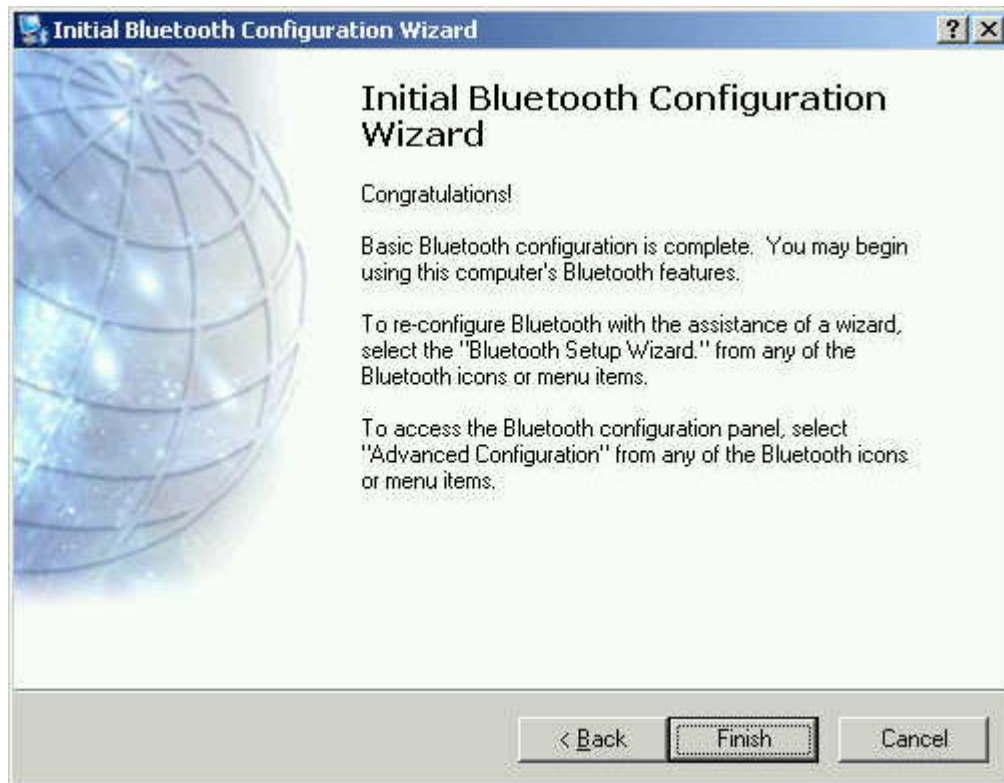 Initial Bluetooth Configuration Wizard
Initial Bluetooth Configuration
Wizard
Congratulations!
Basic Bluetooth configuration is complete.  You may begin
using this computer's Bluetooth features.
To re-configure Bluetooth with the assistance of a wizard,
select the "Bluetooth Setup Wizard." from any of the
Bluetooth icons or menu items.
To access the Bluetooth configuration panel, select
"Advanced Configuration" from any of the Bluetooth icons
or menu items.
< Back Finish Cancel